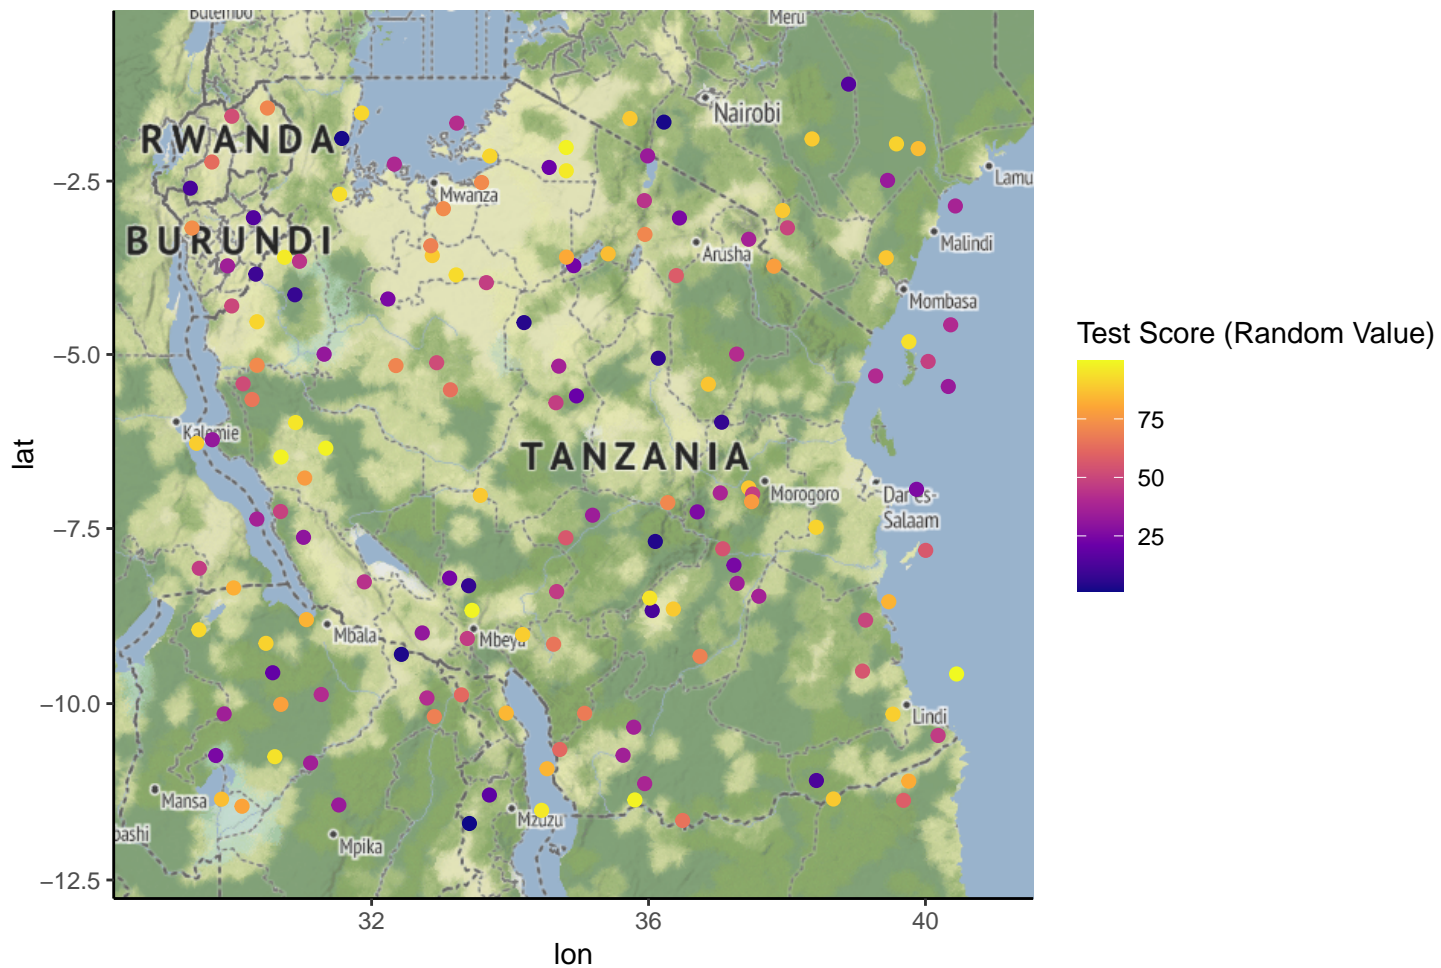 Butembo
Meru
Nairobi
RWANDA
Lamu
Mwanza
BURUNDI
Arusha
Malindi
Mombasa
Kalemie
TANZANIA
Morogoro
Dar es-
Salaam
Mbala
Mbeya
Lindi
Mansa
Mzuzu
bashi
Mpika
−2.5
−5.0
−7.5
−10.0
−12.5
lat
32
36
40
lon
Test Score (Random Value)
75
50
25